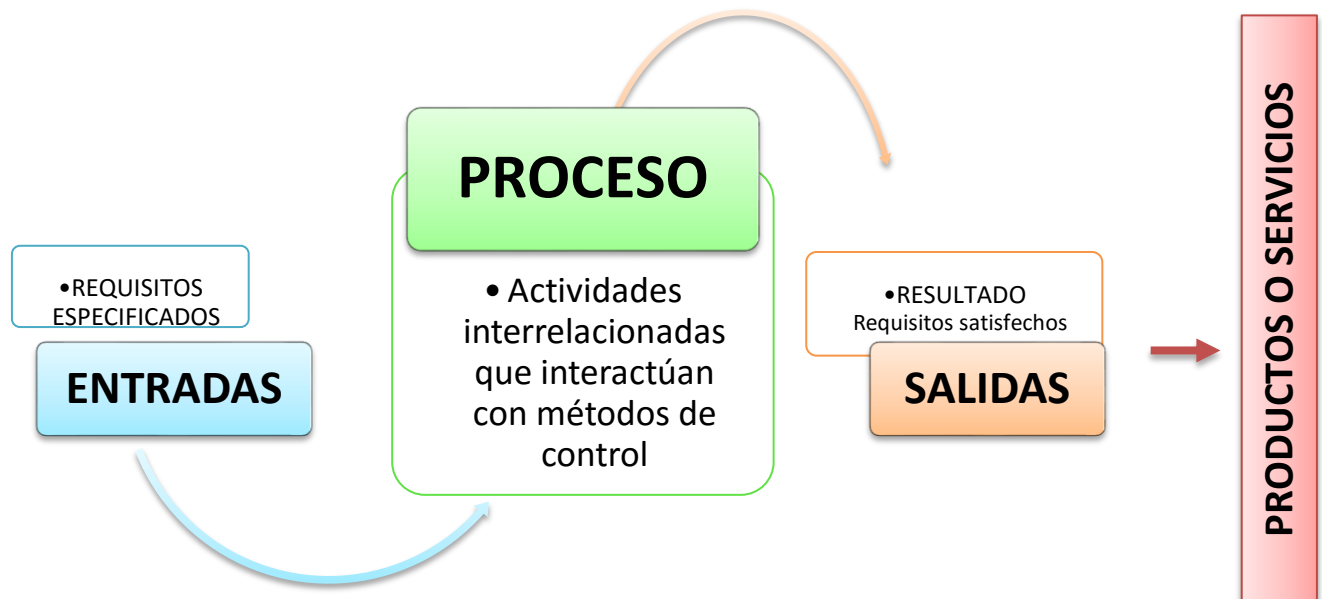 •REQUISITOS
ESPECIFICADOS
ENTRADAS
PROCESO
• Actividades
interrelacionadas
que interactúan
con métodos de
control
•RESULTADO
Requisitos satisfechos
SALIDAS
PRODUCTOS O SERVICIOS